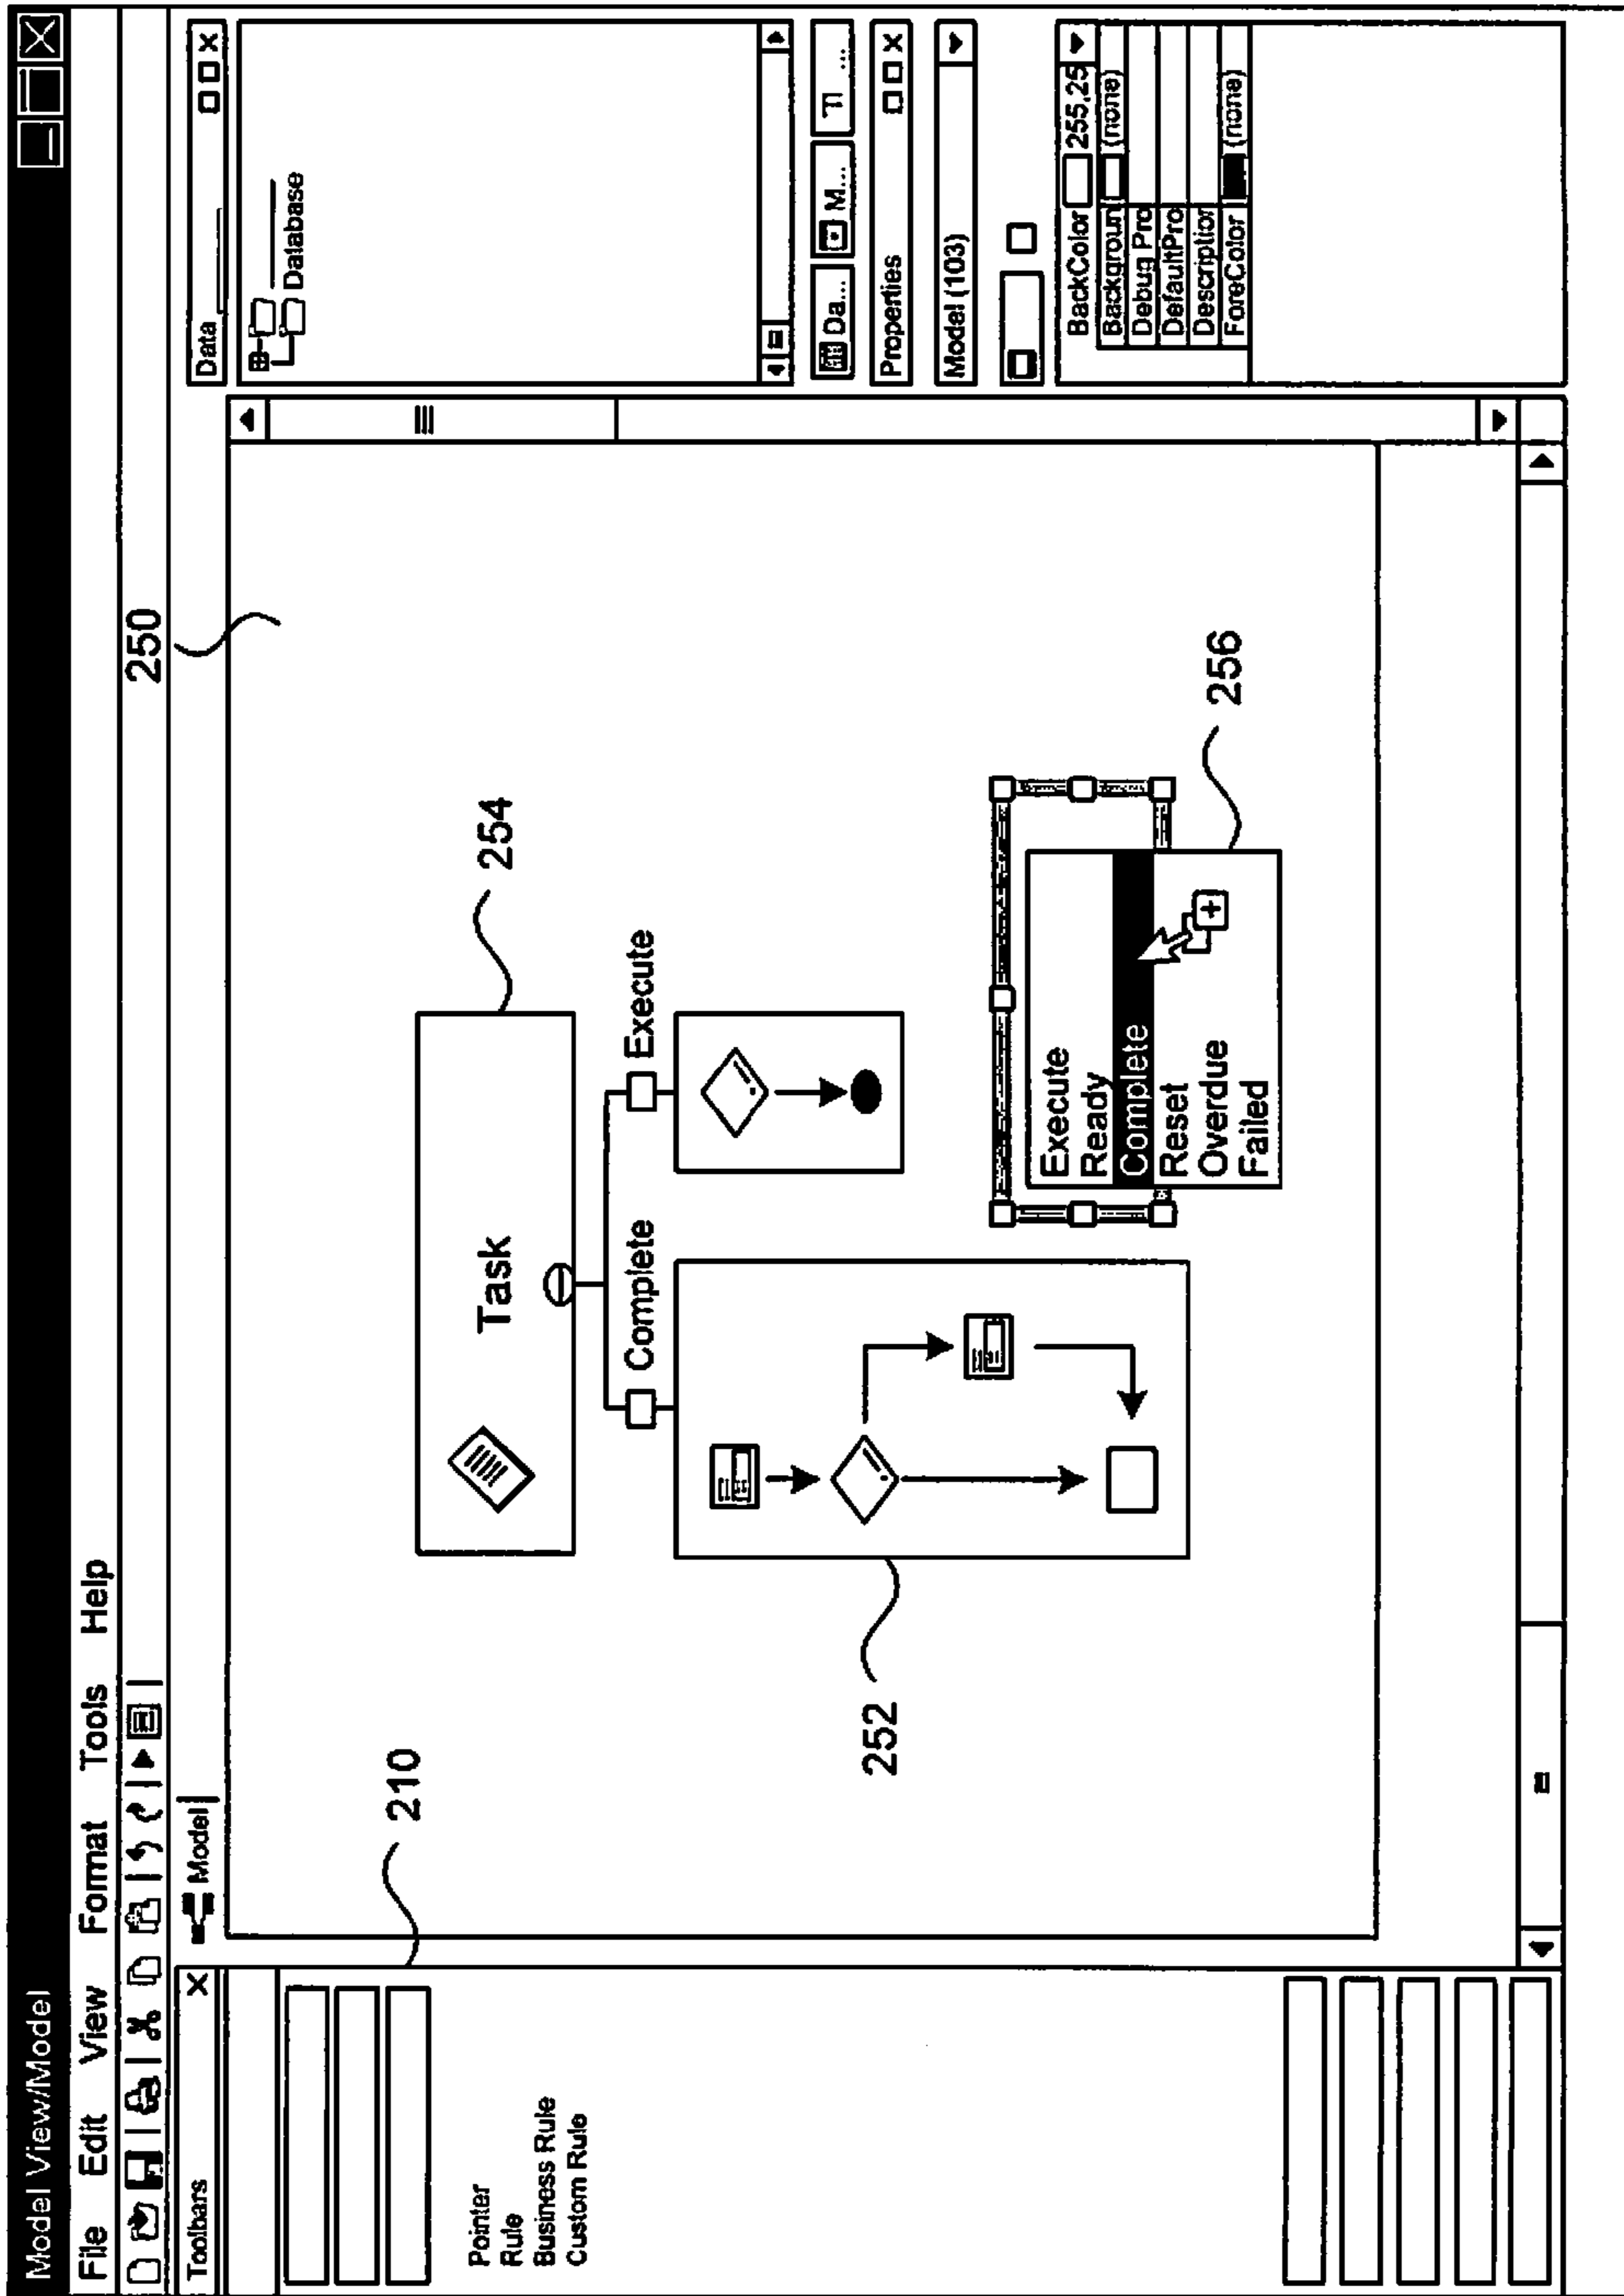 Model View/Model
File Edit View Format Tools Help
250
Toolbars X
Model
Data
Database
210
Pointer
Rule
Business Rule
Custom Rule
254
Task
Complete
Execute
252
Execute
Ready
Complete
Reset
Overdue
Failed
256
Da... M... ...
Properties
Model (103)
BackColor 255,25
Backgroun (none)
Debug Pro
DefaultPro
Description
ForeColor (none)